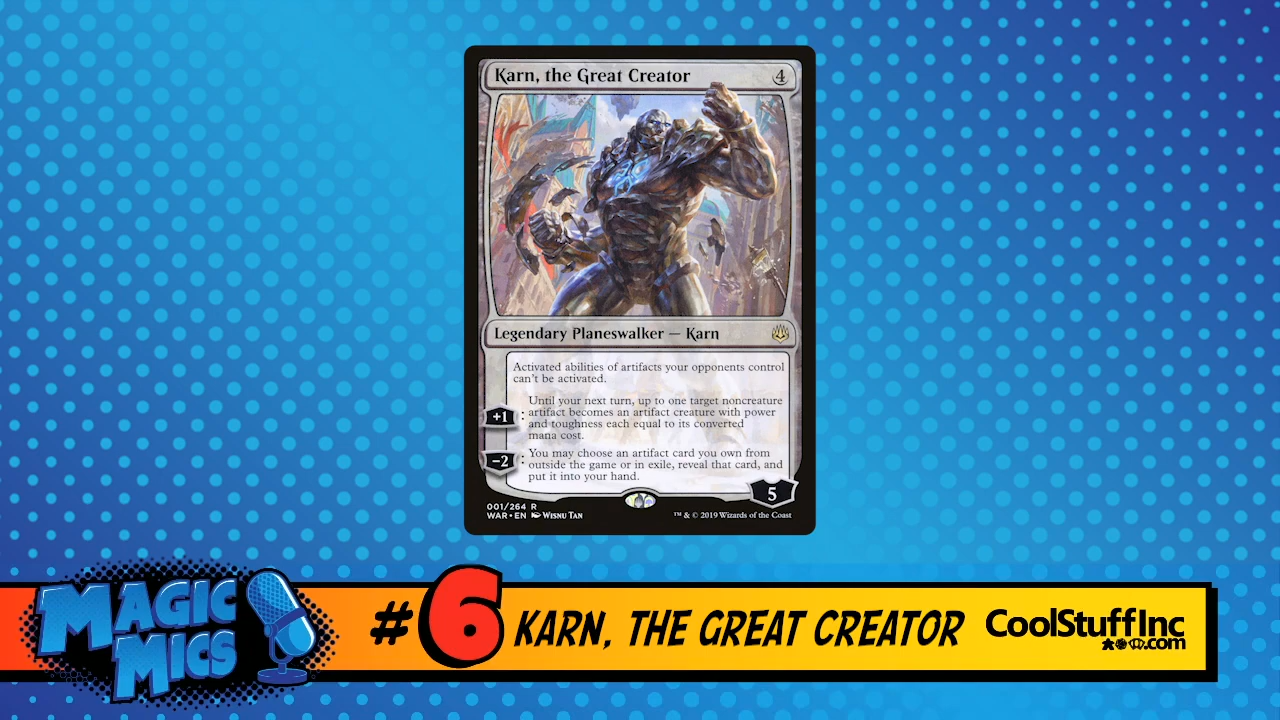 Karn, the Great Creator 4
Legendary Planeswalker — Karn
Activated abilities of artifacts your opponents control
can't be activated.
+1 : Until your next turn, up to one target noncreature
artifact becomes an artifact creature with power
and toughness each equal to its converted
mana cost.
−2 : You may choose an artifact card you own from
outside the game or in exile, reveal that card, and
put it into your hand.
5
001/264 R
WAR • EN Wisnu Tan
™ & © 2019 Wizards of the Coast
MAGIC
MICS
#6 KARN, THE GREAT CREATOR
CoolStuffInc
.com